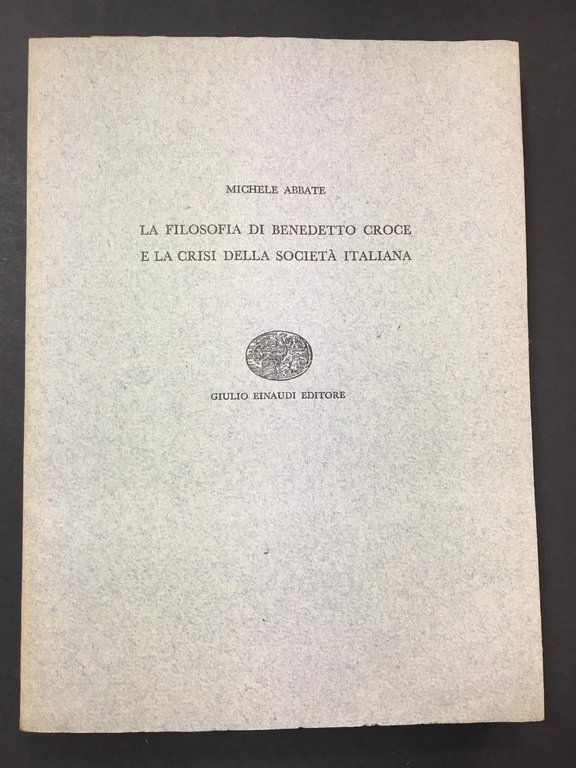 MICHELE ABBATE
LA FILOSOFIA DI BENEDETTO CROCE
E LA CRISI DELLA SOCIETÀ ITALIANA
GIULIO EINAUDI EDITORE